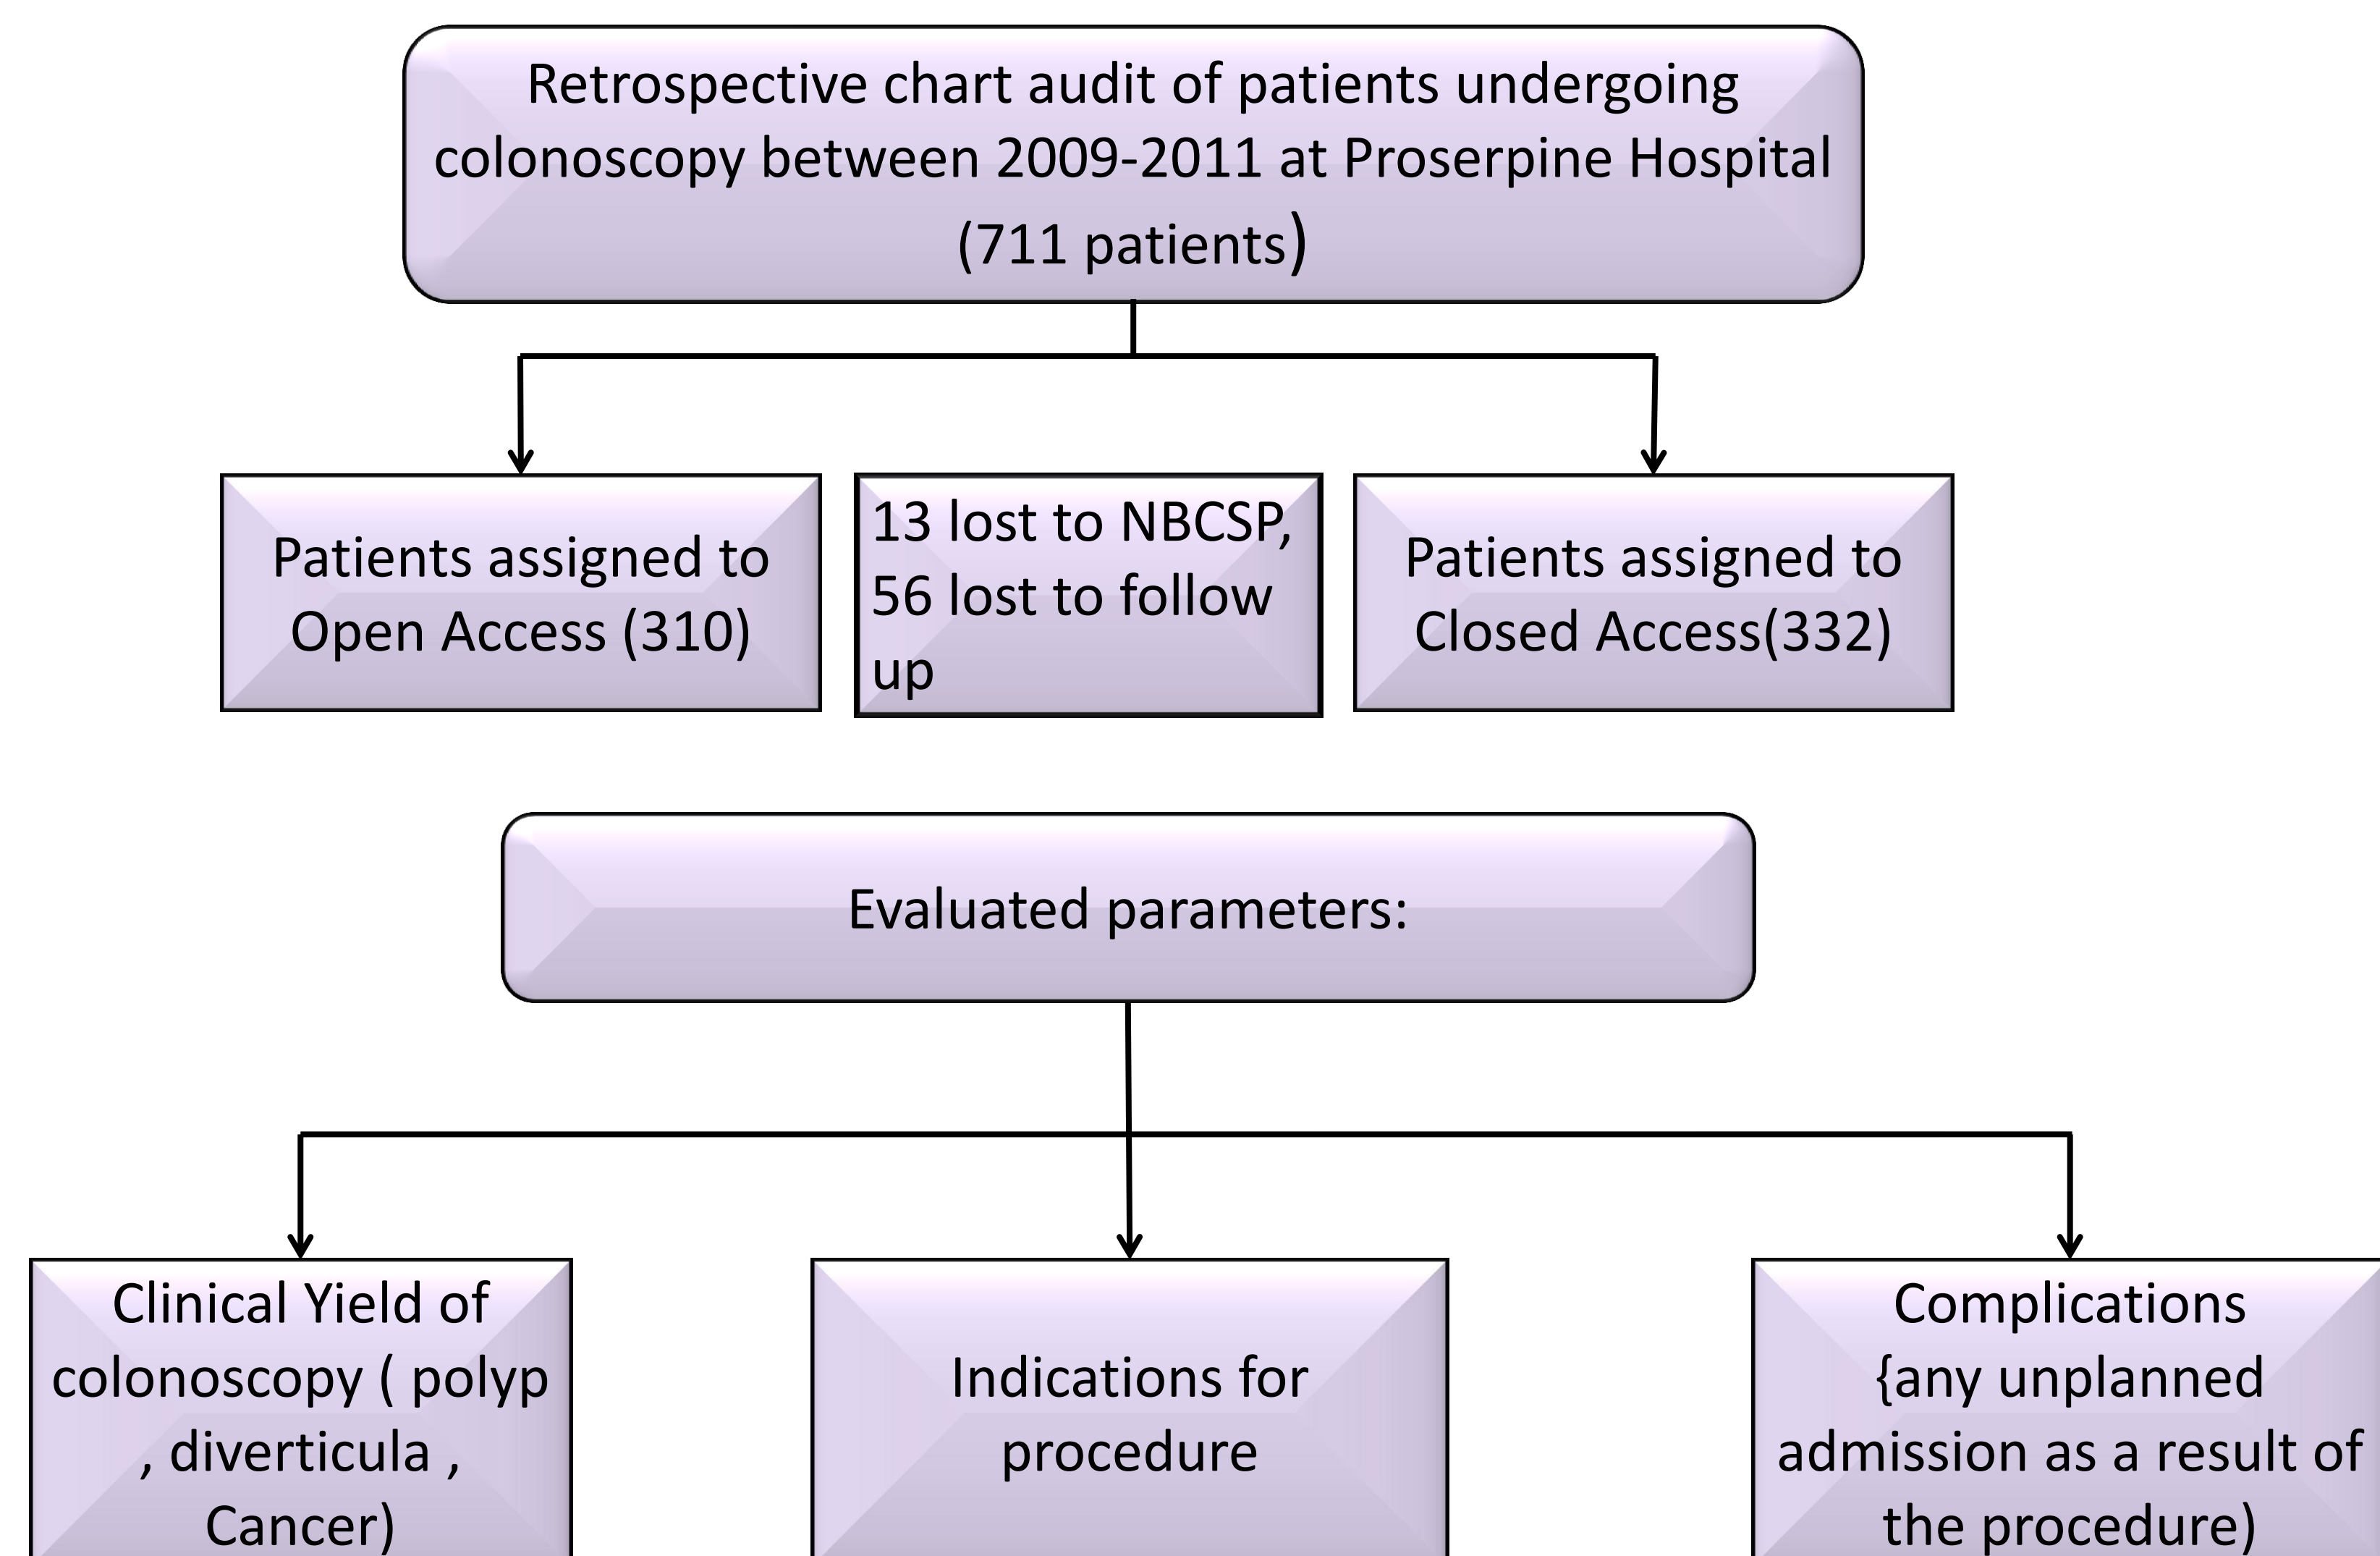 Retrospective chart audit of patients undergoing
colonoscopy between 2009-2011 at Proserpine Hospital
(711 patients)
Patients assigned to
Open Access (310)
13 lost to NBCSP,
56 lost to follow
up
Patients assigned to
Closed Access(332)
Evaluated parameters:
Clinical Yield of
colonoscopy ( polyp
, diverticula ,
Cancer)
Indications for
procedure
Complications
{any unplanned
admission as a result of
the procedure)